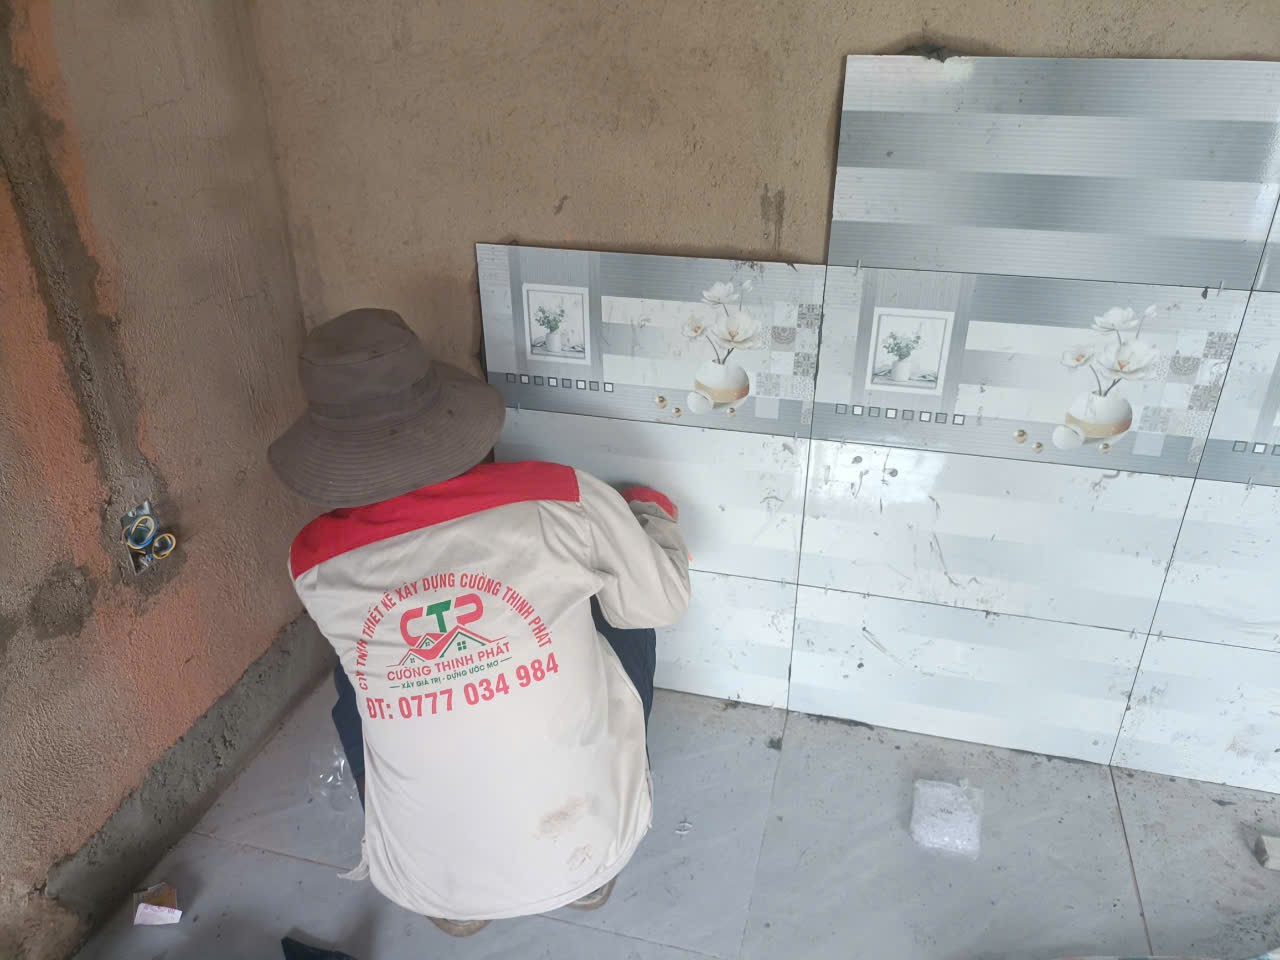 CTY TNHH THIẾT KẾ XÂY DỰNG CƯỜNG THỊNH PHÁT
CTP
CƯỜNG THỊNH PHÁT
XÂY GIÁ TRỊ - DỰNG ƯỚC MƠ
ĐT: 0777 034 984